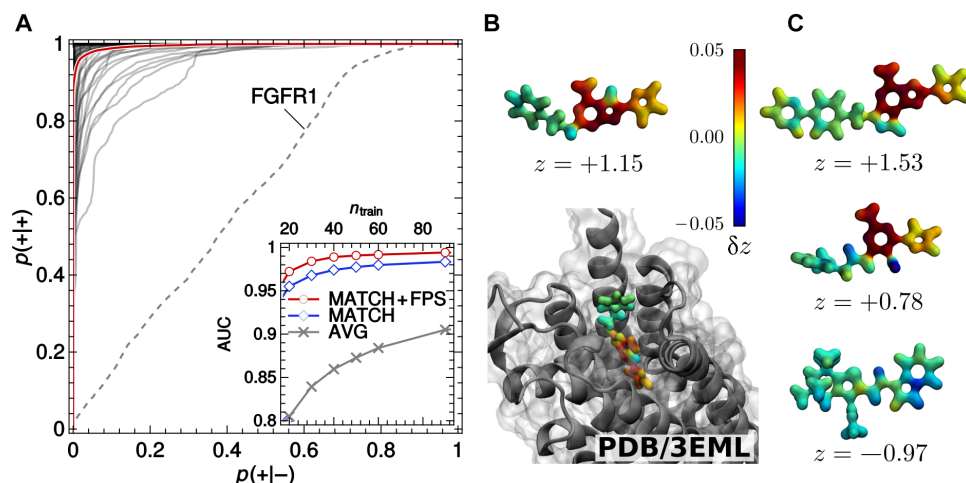 A
B
C
1
0.8
0.6
0.4
0.2
0
p(+|+)
0
0.2
0.4
0.6
0.8
1
p(+|−)
FGFR1
n_train
20
40
60
80
1
0.95
0.9
0.85
0.8
AUC
MATCH+FPS
MATCH
AVG
z = +1.15
0.05
0.00
−0.05
δz
PDB/3EML
z = +1.53
z = +0.78
z = −0.97